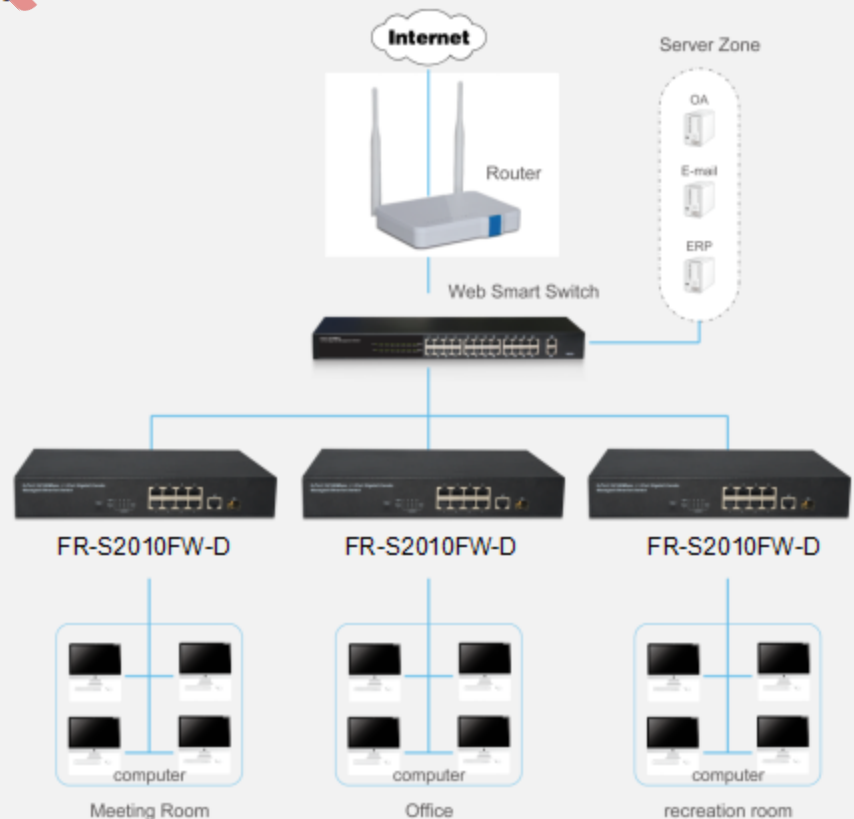 Internet
Server Zone
OA
E-mail
ERP
Router
Web Smart Switch
FR-S2010FW-D
FR-S2010FW-D
FR-S2010FW-D
computer
computer
computer
Meeting Room
Office
recreation room